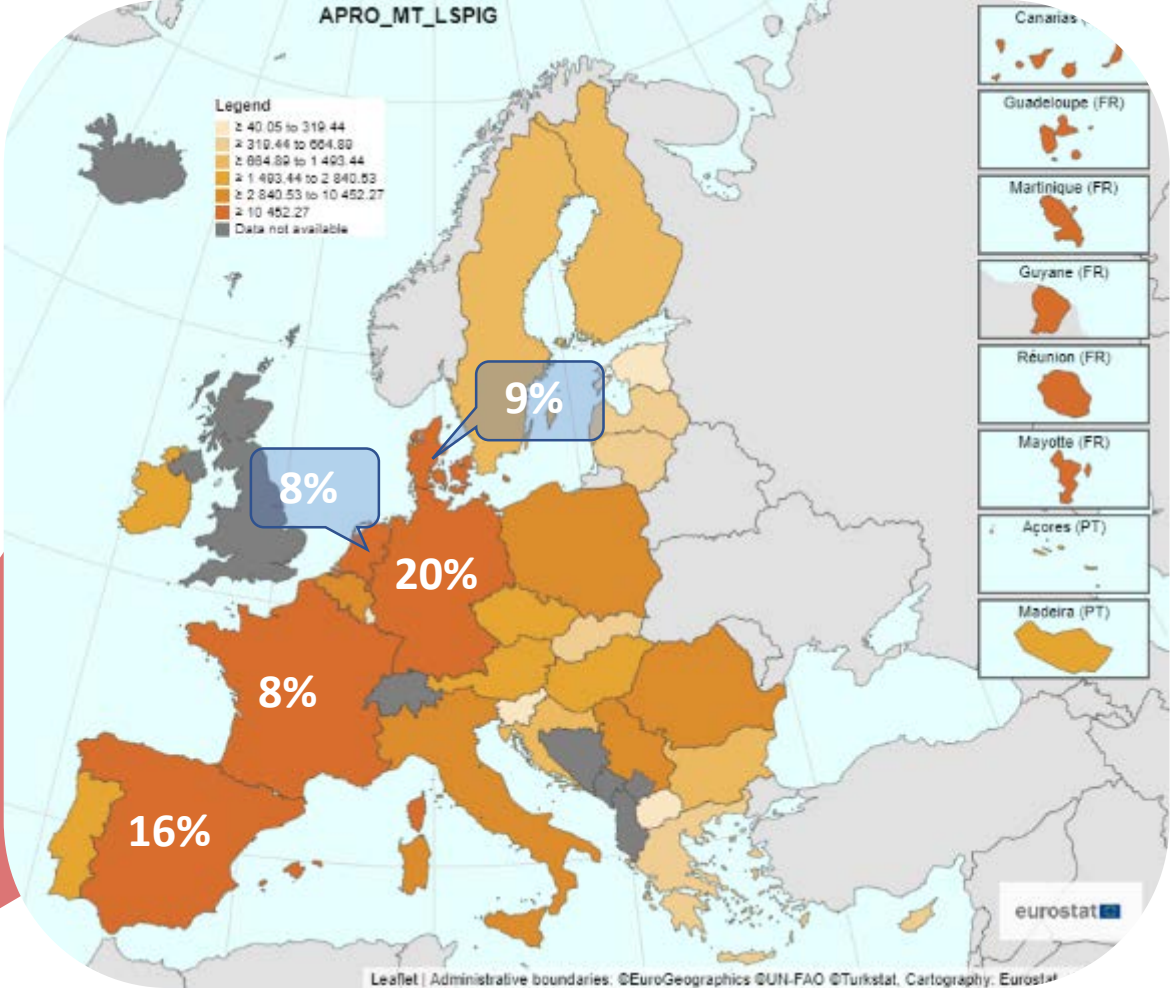 APRO_MT_LSPIG
Legend
≥ 40.05 to 319.44
≥ 319.44 to 664.89
≥ 664.89 to 1 493.44
≥ 1 493.44 to 2 840.53
≥ 2 840.53 to 10 452.27
≥ 10 452.27
Data not available
Canarias
Guadeloupe (FR)
Martinique (FR)
Guyane (FR)
Réunion (FR)
Mayotte (FR)
Açores (PT)
Madeira (PT)
9%
8%
20%
8%
16%
eurostat
Leaflet | Administrative boundaries: ©EuroGeographics ©UN-FAO ©Turkstat, Cartography: Eurostat